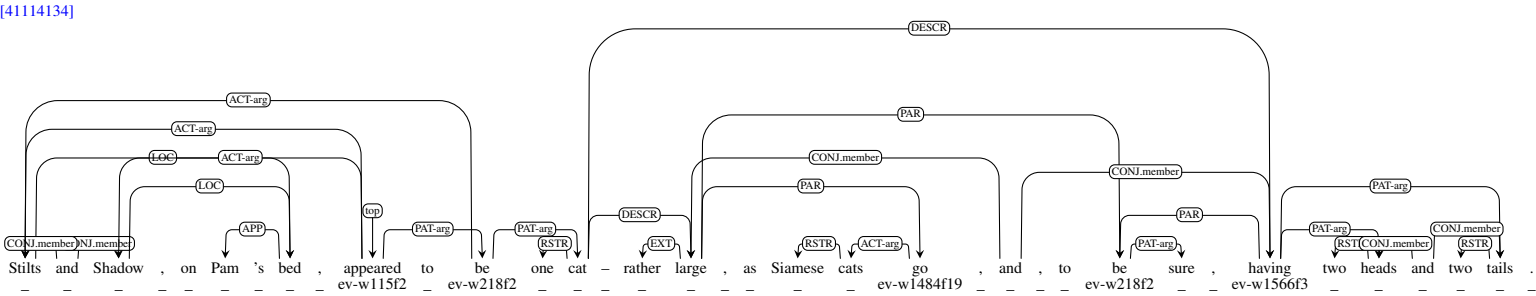 [41114134]
DESCR
ACT-arg
PAR
ACT-arg
LOC ACT-arg CONJ.member
CONJ.member
LOC PAR PAT-arg
top DESCR PAR
APP PAT-arg PAT-arg PAT-arg CONJ.member
CONJ.member NJ.member RSTR EXT RSTR ACT-arg PAT-arg RST CONJ.member RSTR
Stilts and Shadow , on Pam 's bed , appeared to be one cat – rather large , as Siamese cats go , and , to be sure , having two heads and two tails .
_ _ _ _ _ _ _ _ _ ev-w115f2 _ ev-w218f2 _ _ _ _ _ _ _ _ _ ev-w1484f19 _ _ _ _ ev-w218f2 _ _ ev-w1566f3 _ _ _ _ _ _